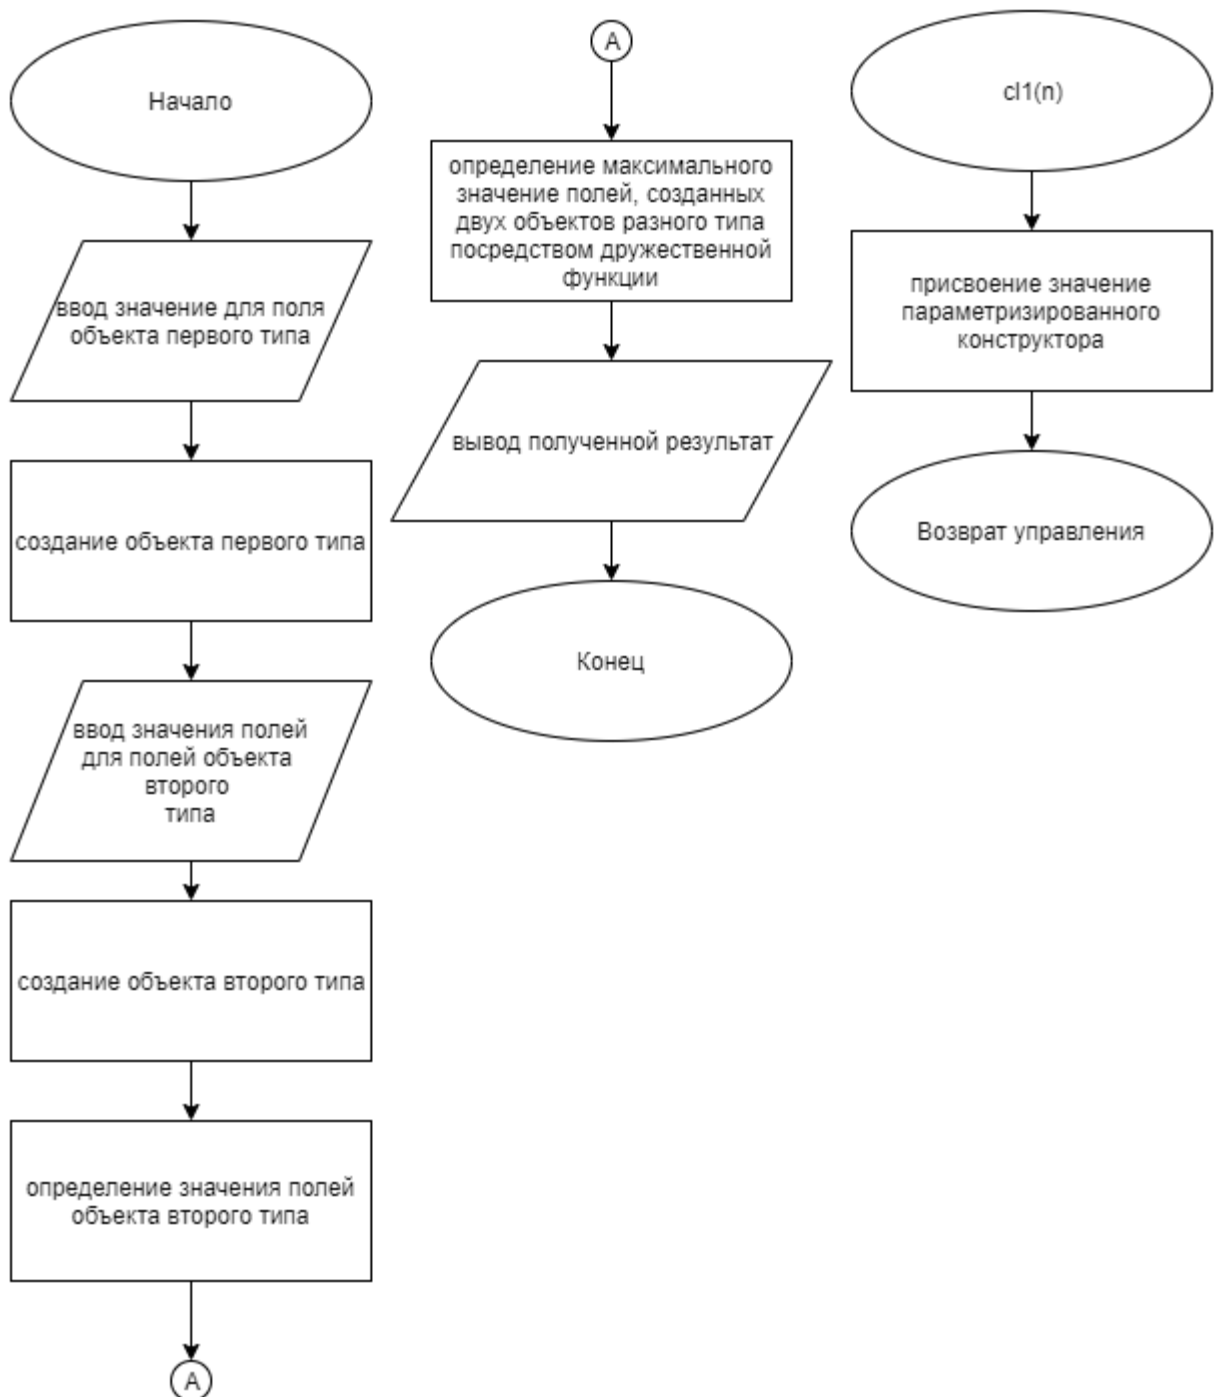 Начало
ввод значение для поля
объекта первого типа
создание объекта первого типа
ввод значения полей
для полей объекта
второго
типа
создание объекта второго типа
определение значения полей
объекта второго типа
A
A
определение максимального
значение полей, созданных
двух объектов разного типа
посредством дружественной
функции
вывод полученной результат
Конец
cl1(n)
присвоение значение
параметризированного
конструктора
Возврат управления